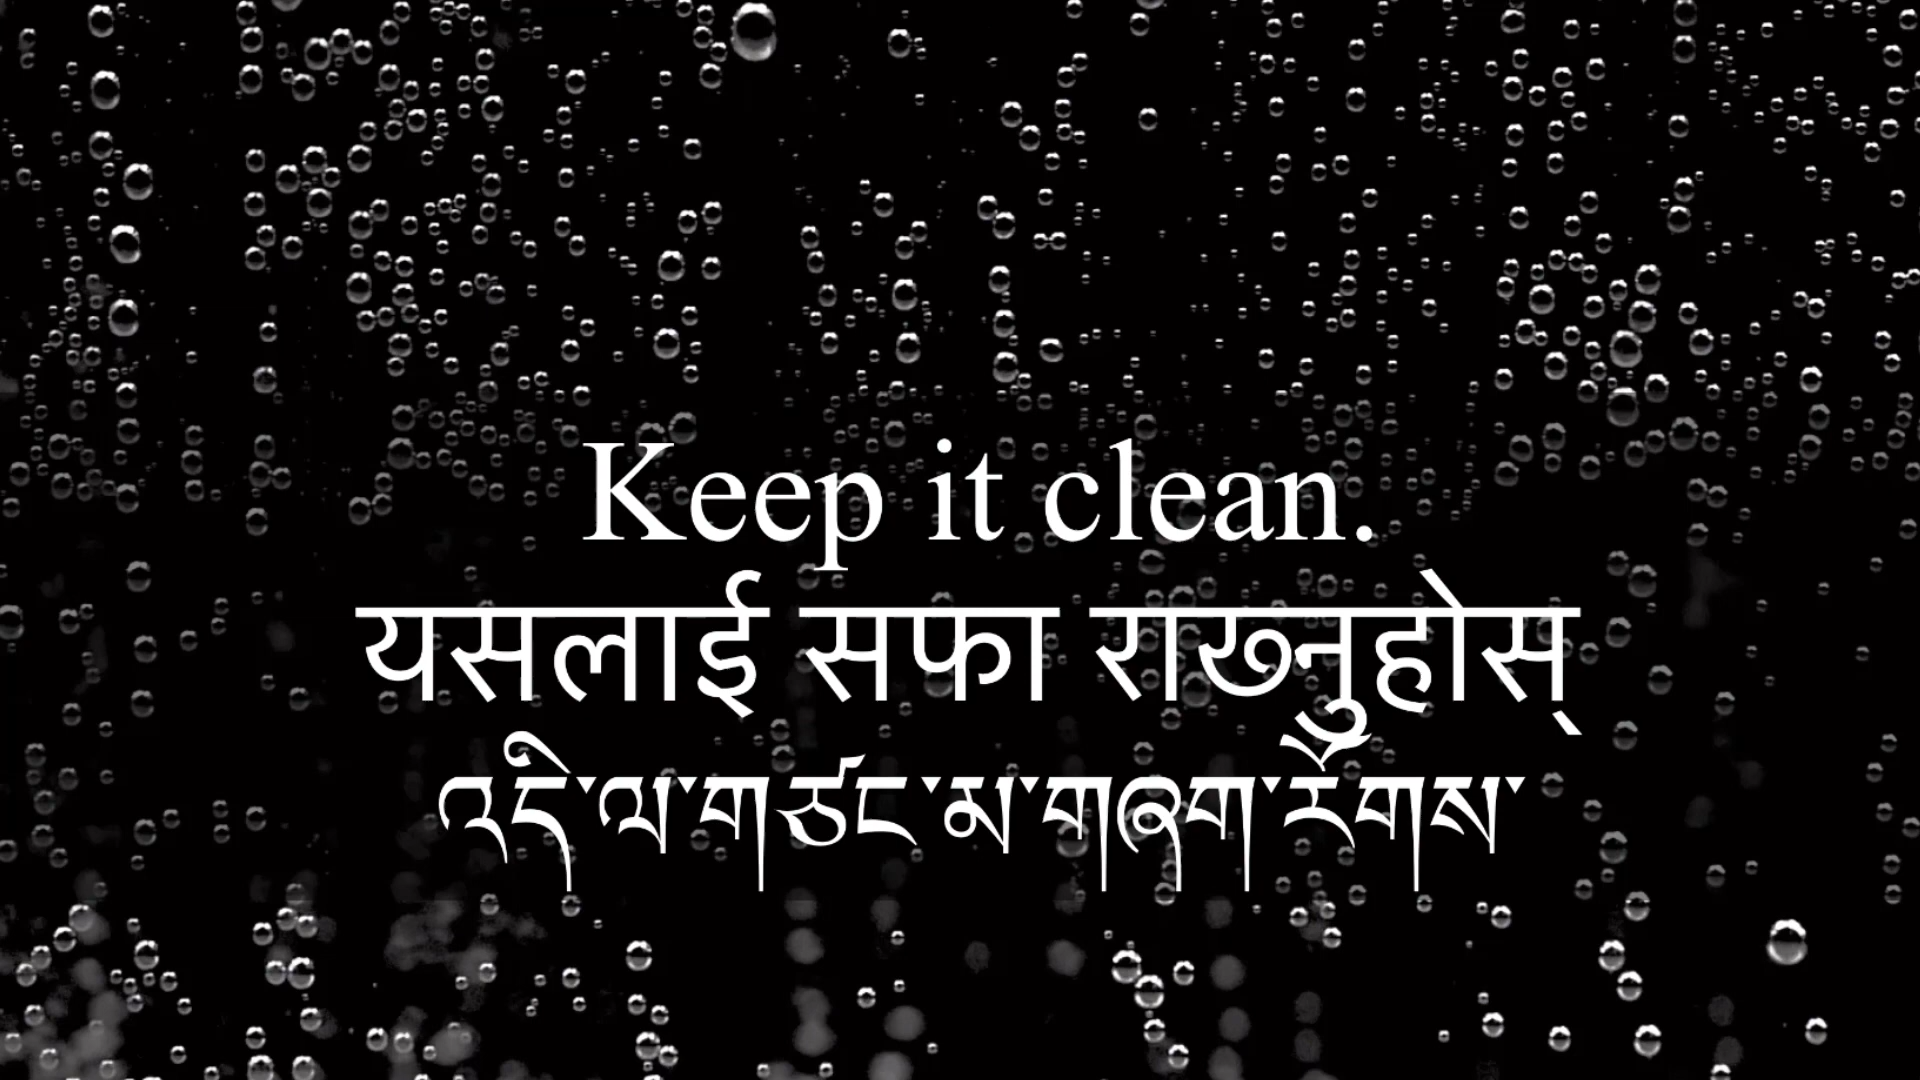 Keep it clean.
यसलाई सफा राख्नुहोस्
འདི་ལ་གཙང་མ་གཞག་རོགས་